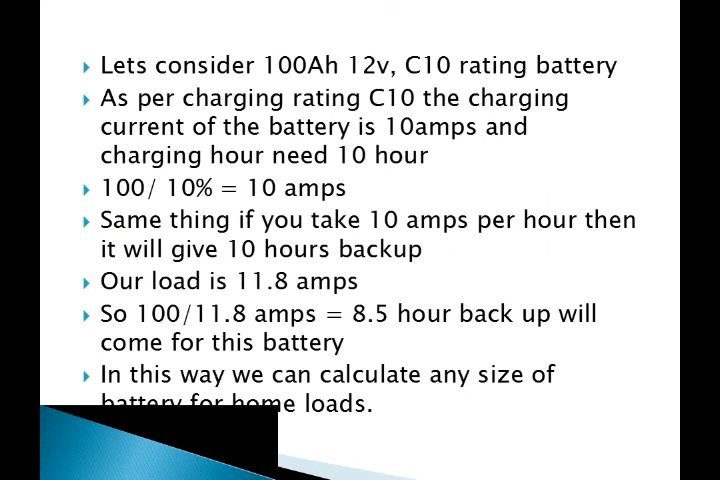 Lets consider 100Ah 12v, C10 rating battery
As per charging rating C10 the charging
current of the battery is 10amps and
charging hour need 10 hour
100/ 10% = 10 amps
Same thing if you take 10 amps per hour then
it will give 10 hours backup
Our load is 11.8 amps
So 100/11.8 amps = 8.5 hour back up will
come for this battery
In this way we can calculate any size of
battery for home loads.